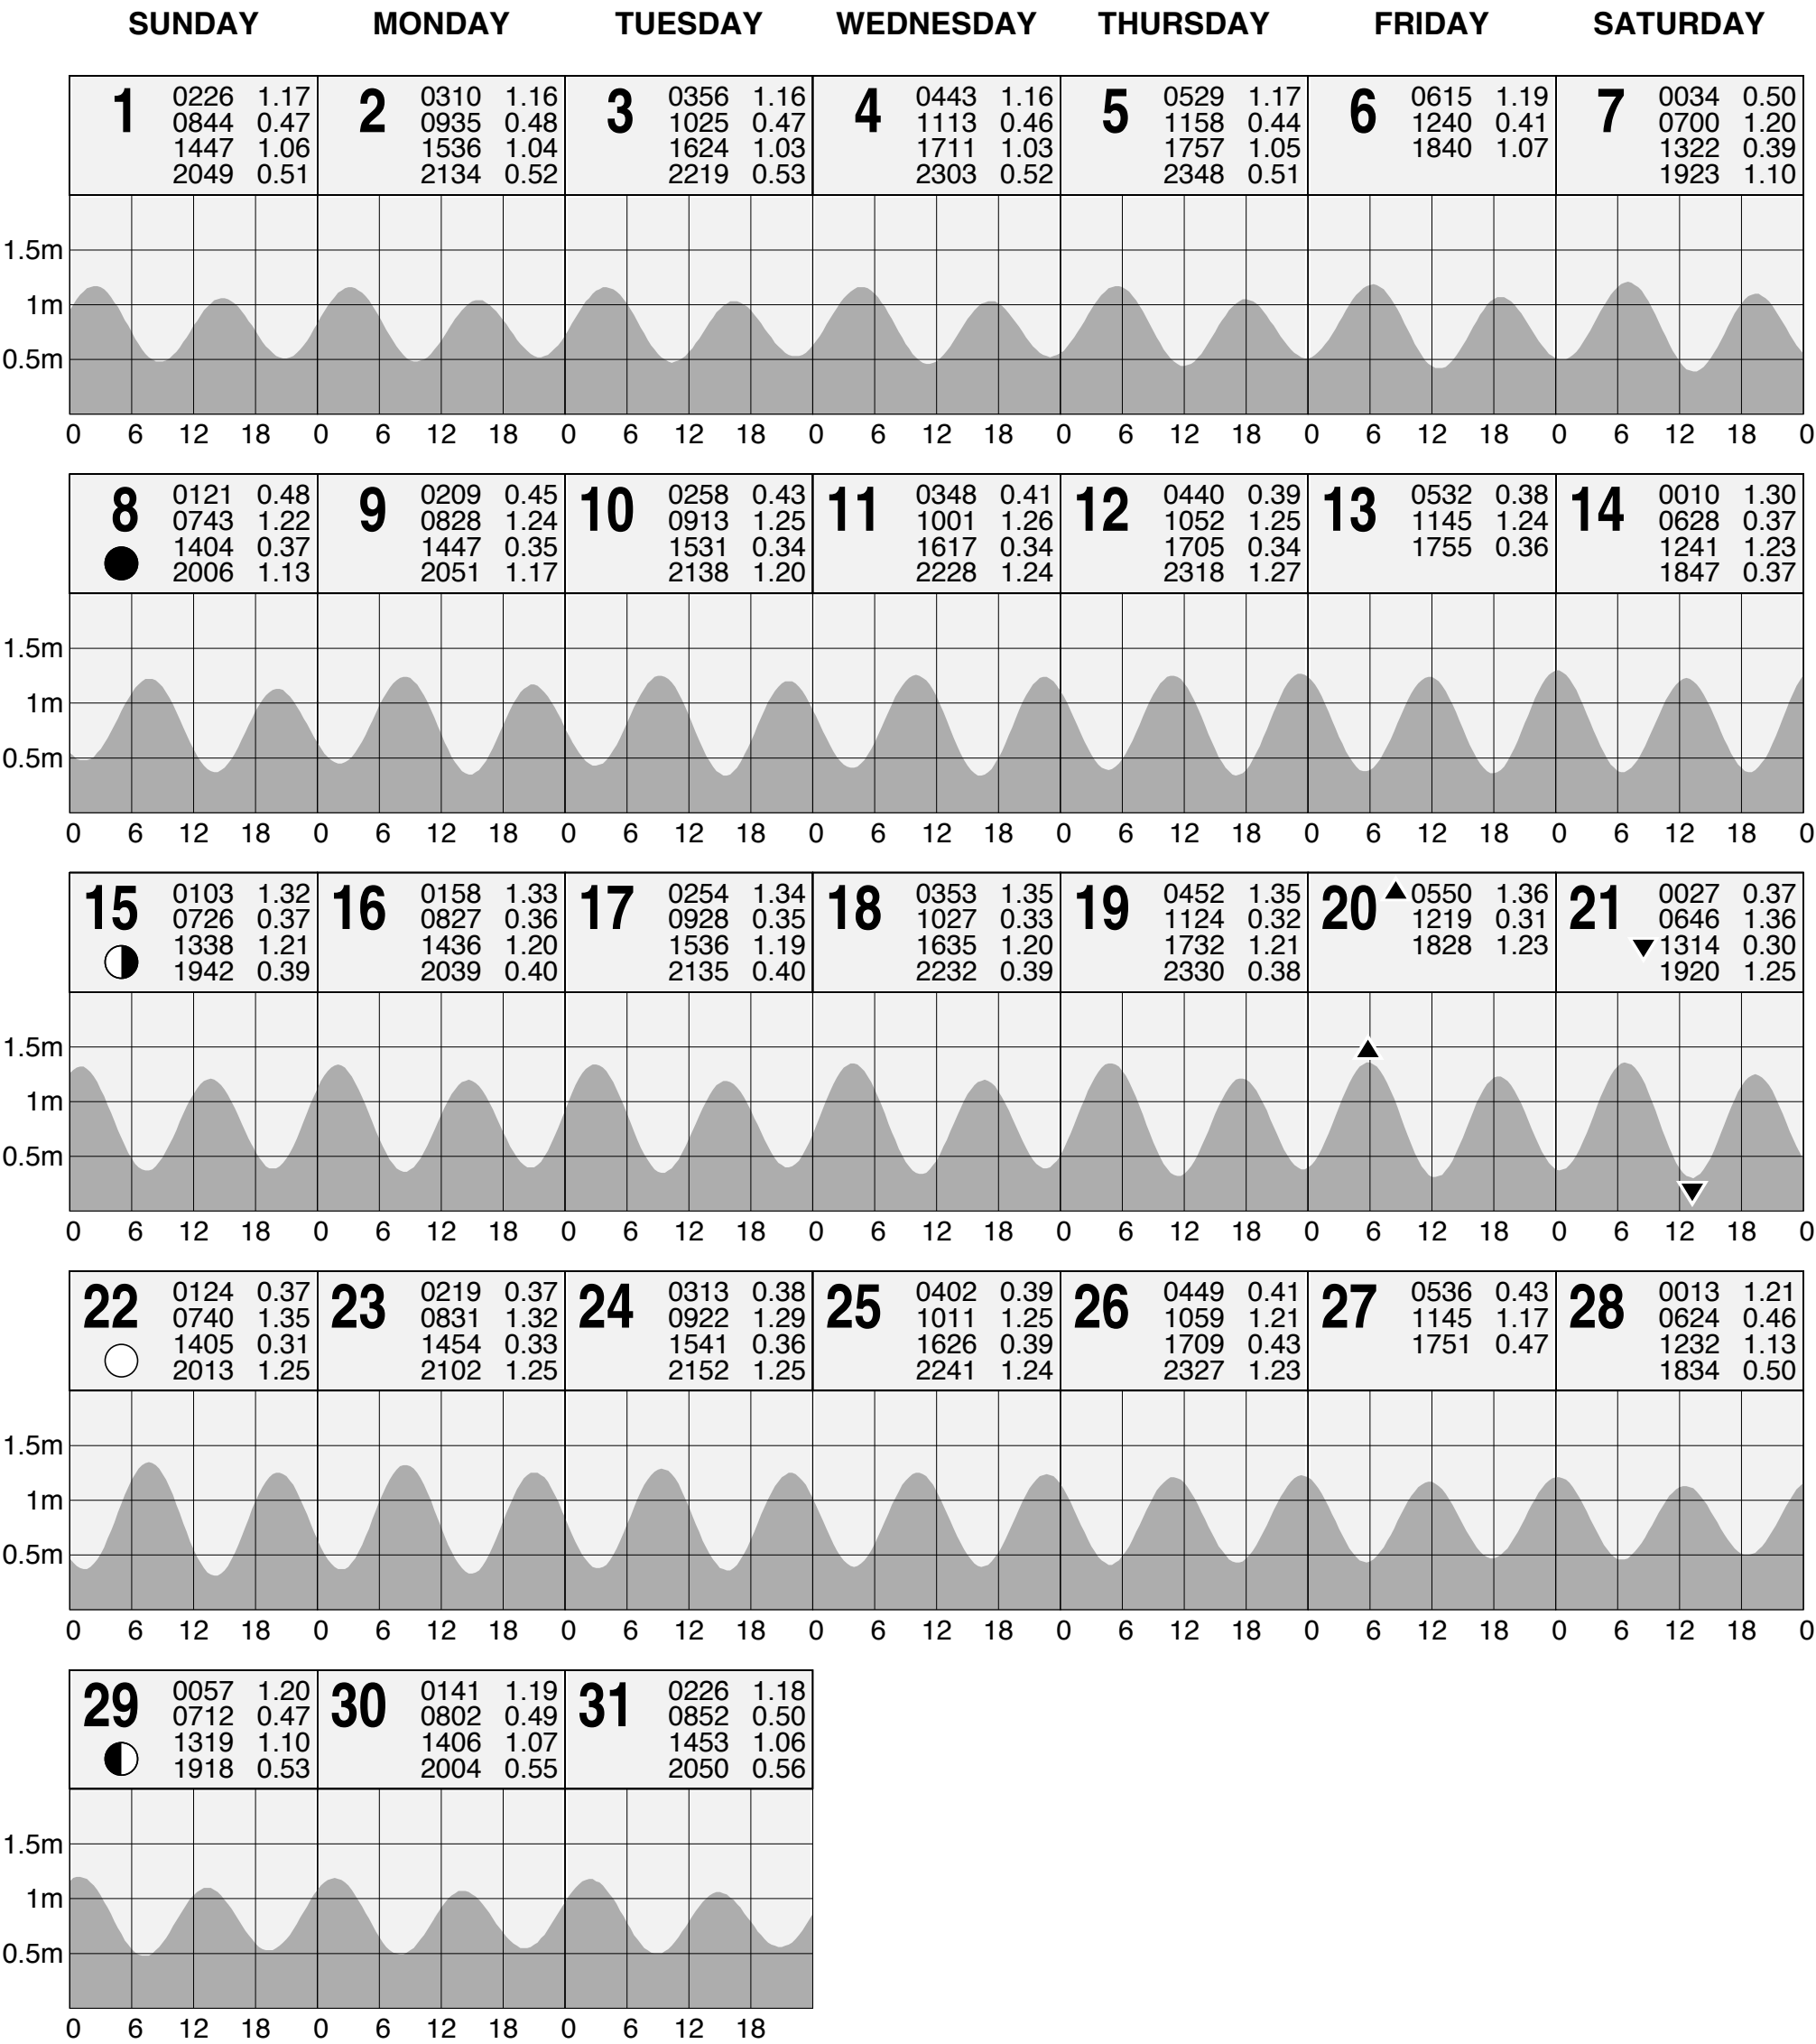 SUNDAY MONDAY TUESDAY WEDNESDAY THURSDAY FRIDAY SATURDAY
1 0226 1.17 2 0310 1.16 3 0356 1.16 4 0443 1.16 5 0529 1.17 6 0615 1.19 7 0034 0.50
0844 0.47 0935 0.48 1025 0.47 1113 0.46 1158 0.44 1240 0.41 0700 1.20
1447 1.06 1536 1.04 1624 1.03 1711 1.03 1757 1.05 1840 1.07 1322 0.39
2049 0.51 2134 0.52 2219 0.53 2303 0.52 2348 0.51 1923 1.10
1.5m
1m
0.5m
0 6 12 18 0 6 12 18 0 6 12 18 0 6 12 18 0 6 12 18 0 6 12 18 0 6 12 18 0
8 0121 0.48 9 0209 0.45 10 0258 0.43 11 0348 0.41 12 0440 0.39 13 0532 0.38 14 0010 1.30
0743 1.22 0828 1.24 0913 1.25 1001 1.26 1052 1.25 1145 1.24 0628 0.37
1404 0.37 1447 0.35 1531 0.34 1617 0.34 1705 0.34 1755 0.36 1241 1.23
2006 1.13 2051 1.17 2138 1.20 2228 1.24 2318 1.27 1847 0.37
1.5m
1m
0.5m
0 6 12 18 0 6 12 18 0 6 12 18 0 6 12 18 0 6 12 18 0 6 12 18 0 6 12 18 0
15 0103 1.32 16 0158 1.33 17 0254 1.34 18 0353 1.35 19 0452 1.35 20 0550 1.36 21 0027 0.37
0726 0.37 0827 0.36 0928 0.35 1027 0.33 1124 0.32 1219 0.31 0646 1.36
1338 1.21 1436 1.20 1536 1.19 1635 1.20 1732 1.21 1828 1.23 1314 0.30
1942 0.39 2039 0.40 2135 0.40 2232 0.39 2330 0.38 1920 1.25
1.5m
1m
0.5m
0 6 12 18 0 6 12 18 0 6 12 18 0 6 12 18 0 6 12 18 0 6 12 18 0 6 12 18 0
22 0124 0.37 23 0219 0.37 24 0313 0.38 25 0402 0.39 26 0449 0.41 27 0536 0.43 28 0013 1.21
0740 1.35 0831 1.32 0922 1.29 1011 1.25 1059 1.21 1145 1.17 0624 0.46
1405 0.31 1454 0.33 1541 0.36 1626 0.39 1709 0.43 1751 0.47 1232 1.13
2013 1.25 2102 1.25 2152 1.25 2241 1.24 2327 1.23 1834 0.50
1.5m
1m
0.5m
0 6 12 18 0 6 12 18 0 6 12 18 0 6 12 18 0 6 12 18 0 6 12 18 0 6 12 18 0
29 0057 1.20 30 0141 1.19 31 0226 1.18
0712 0.47 0802 0.49 0852 0.50
1319 1.10 1406 1.07 1453 1.06
1918 0.53 2004 0.55 2050 0.56
1.5m
1m
0.5m
0 6 12 18 0 6 12 18 0 6 12 18